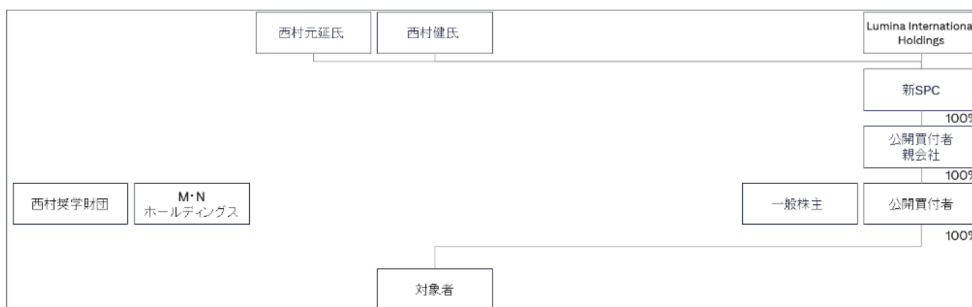 西村元延氏
西村健氏
Lumina Internationa
Holdings
新SPC
100%
公開買付者
親会社
100%
西村奨学財団
M・N
ホールディングス
一般株主
公開買付者
100%
対象者